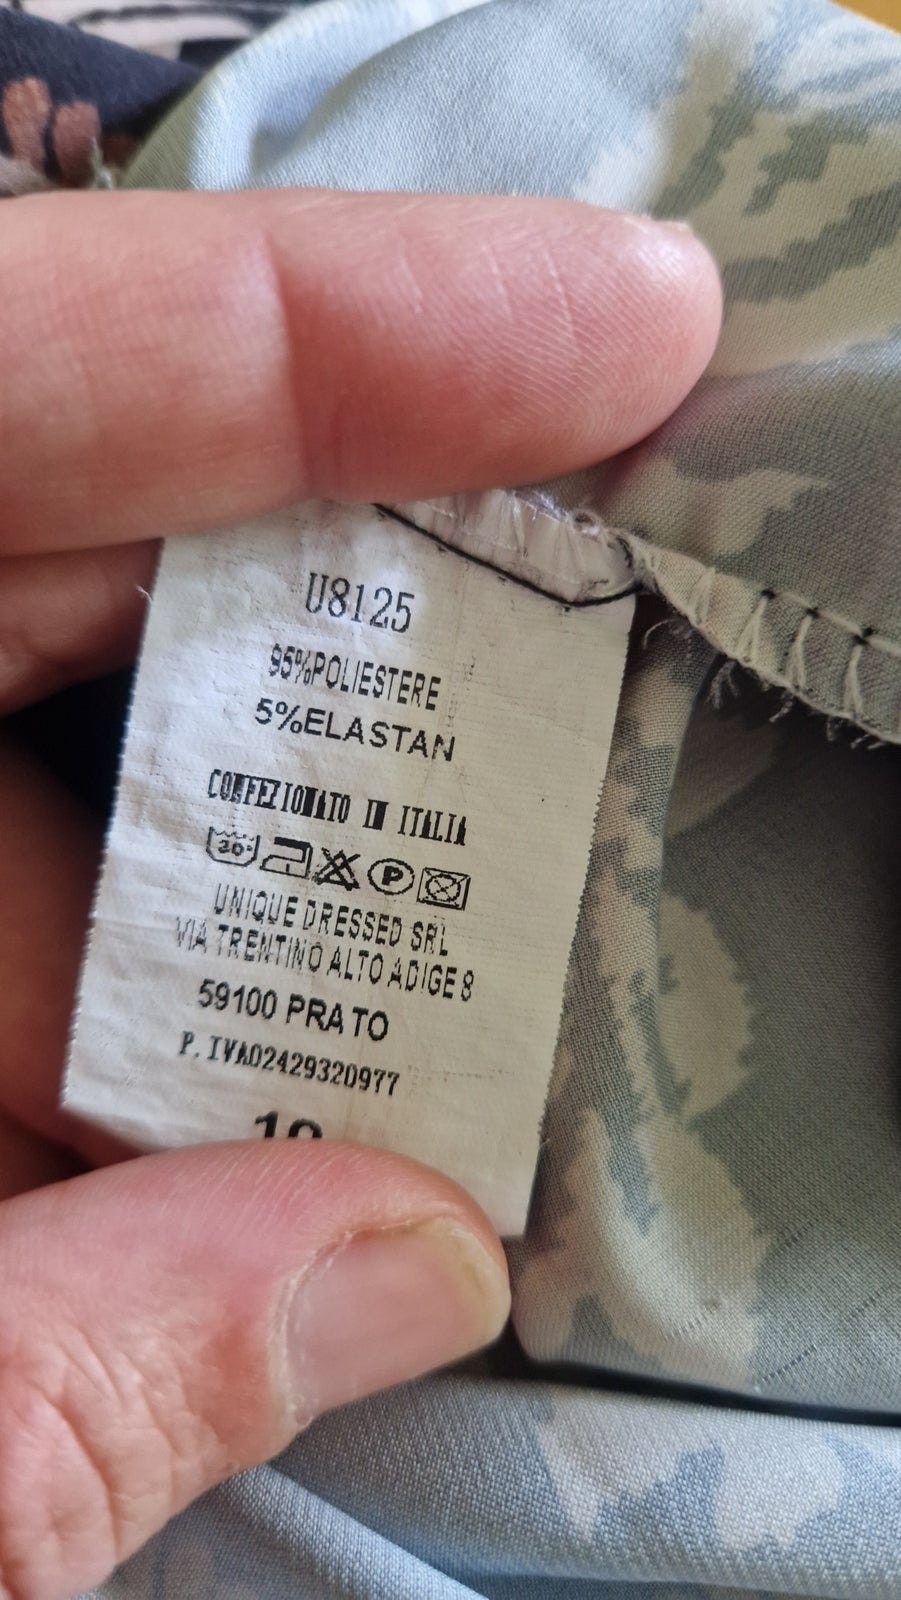 U8125
95%POLIESTERE
5%ELASTAN
CONFEZIONATO IN ITALIA
30° P
UNIQUE DRESSED SRL
VIA TRENTINO ALTO ADIGE 8
59100 PRATO
P.IVA02429320977